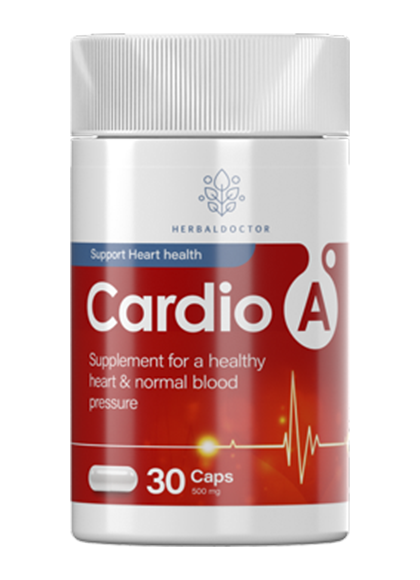 HERBALDOCTOR
Support Heart health
Cardio A
Supplement for a healthy
heart & normal blood
pressure
30 Caps
500 mg